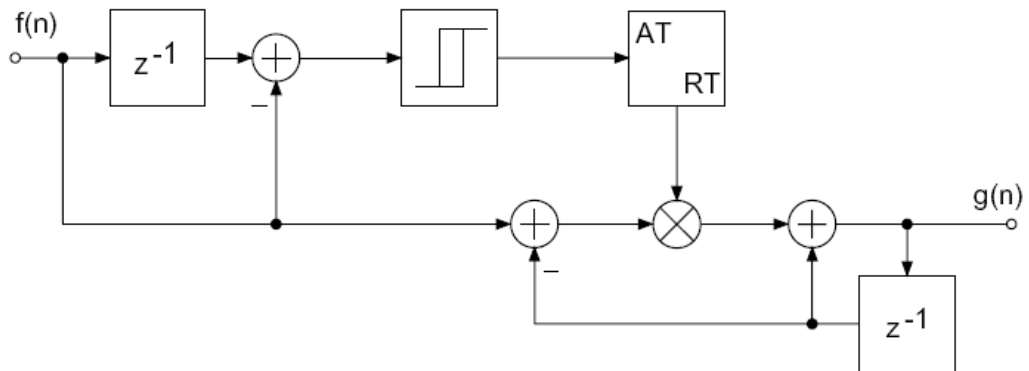 f(n)
z-1
+
–
AT
RT
+
–
×
+
g(n)
z-1